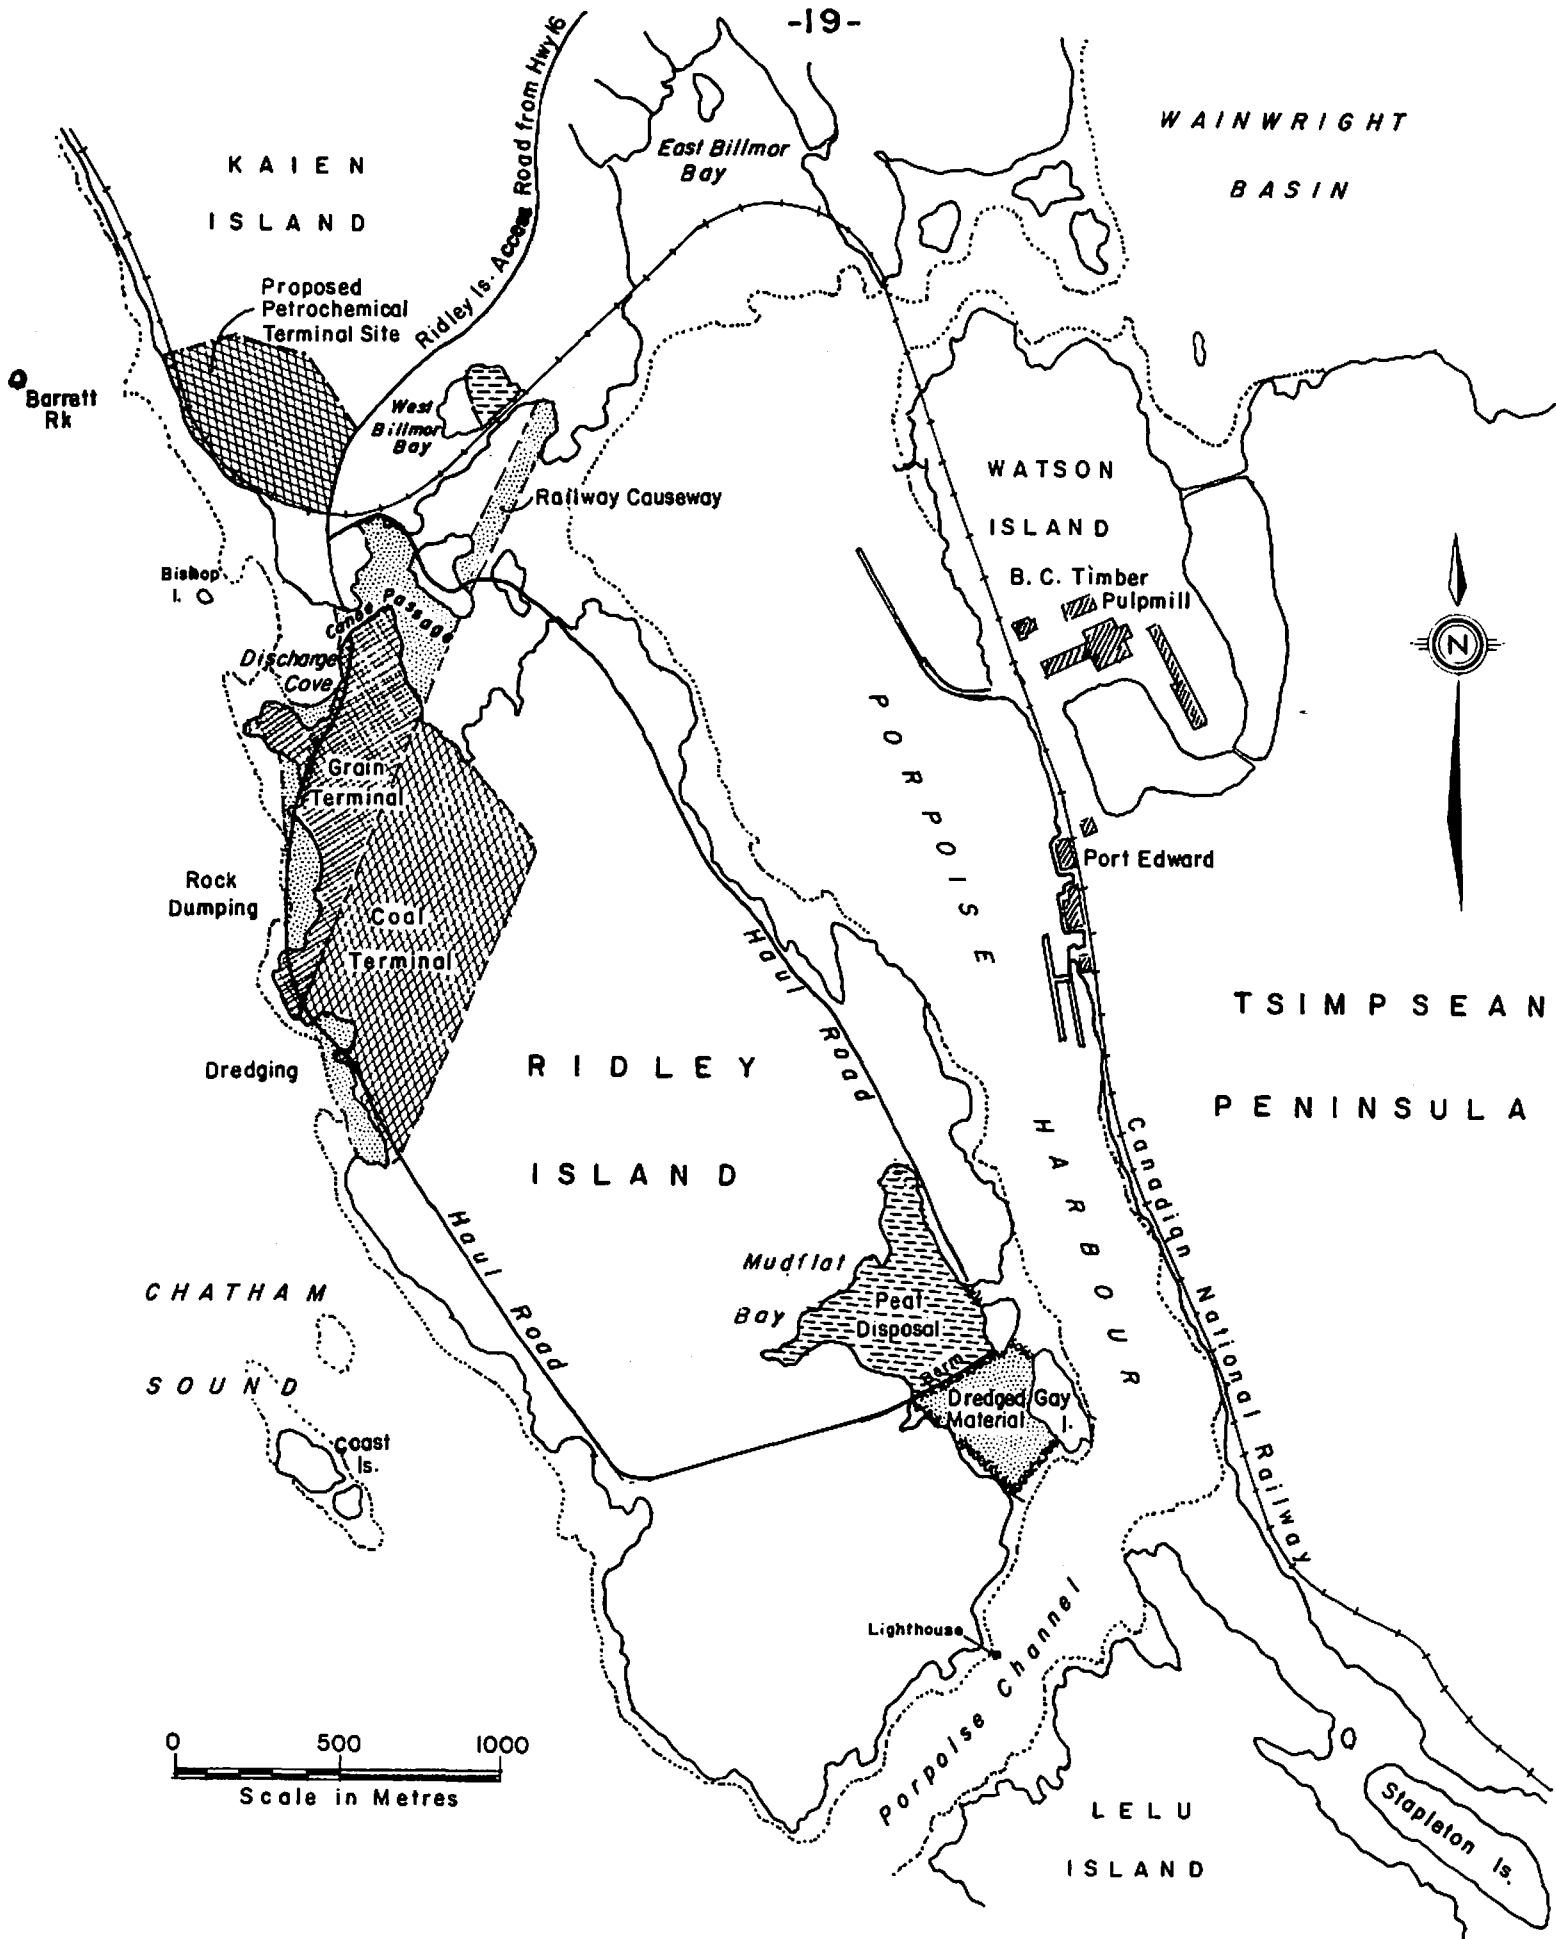 -19-
WAINWRIGHT
BASIN
KAIEN
ISLAND
Ridley Is. Access Road from Hwy 16
East Billmor
Bay
Proposed
Petrochemical
Terminal Site
Barrett
Rk
West
Billmor
Bay
Railway Causeway
WATSON
ISLAND
B. C. Timber
Pulpmill
N
Bishop
I.
Canoe Passage
Discharge
Cove
Grain
Terminal
PORPOISE HARBOUR
Port Edward
Rock
Dumping
Coal
Terminal
Haul Road
TSIMPSEAN
PENINSULA
Dredging
RIDLEY
ISLAND
Canadian National Railway
Haul Road
Mudflat
Bay
Peat
Disposal
Berm
Dredged
Material
Gay
I.
CHATHAM
SOUND
Coast
Is.
Lighthouse
Porpoise Channel
0 500 1000
Scale in Metres
LELU
ISLAND
Stapleton Is.